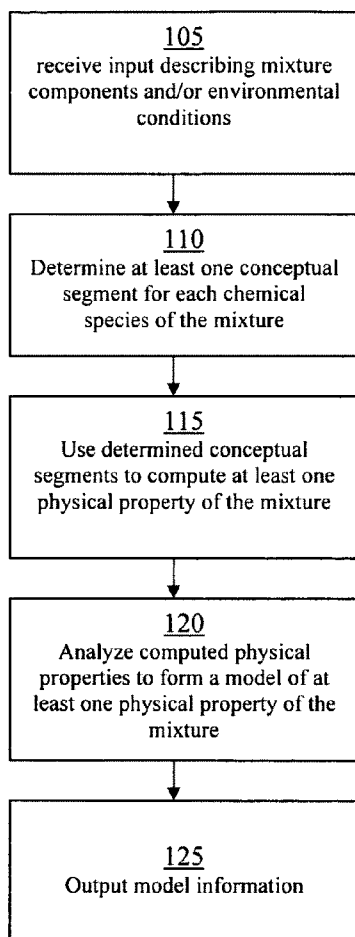 105
receive input describing mixture
components and/or environmental
conditions
110
Determine at least one conceptual
segment for each chemical
species of the mixture
115
Use determined conceptual
segments to compute at least one
physical property of the mixture
120
Analyze computed physical
properties to form a model of at
least one physical property of the
mixture
125
Output model information